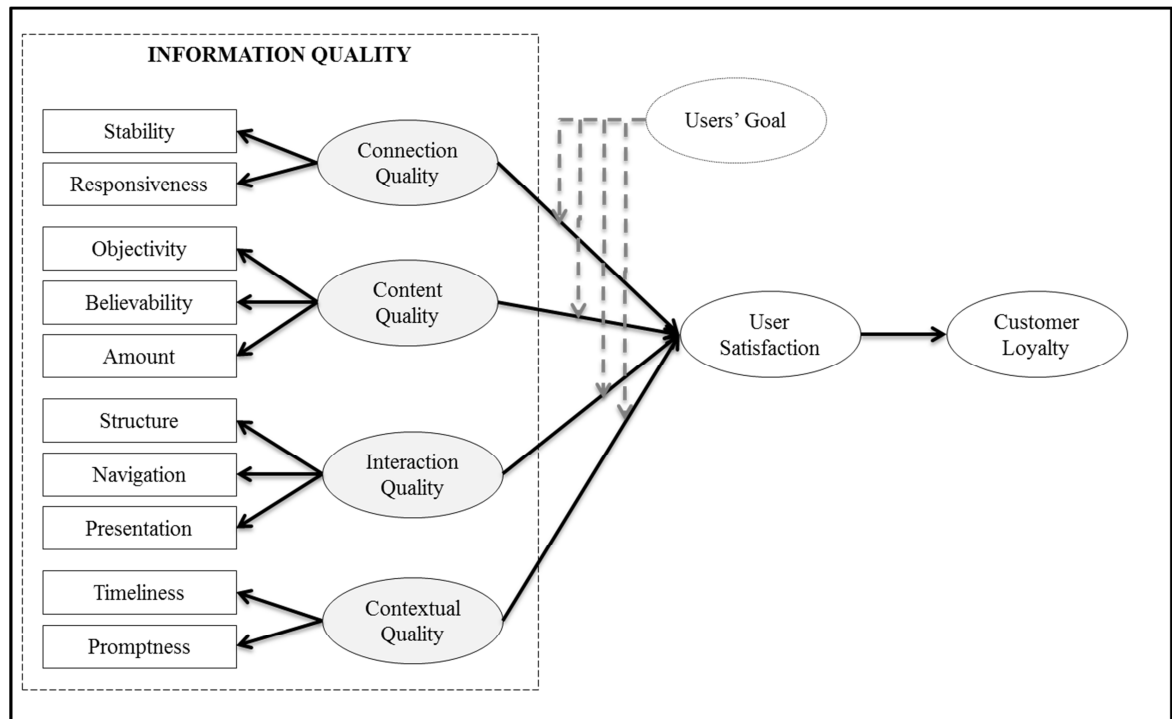 INFORMATION QUALITY
Stability
Responsiveness
Connection
Quality
Users’ Goal
Objectivity
Believability
Amount
Content
Quality
User
Satisfaction
Customer
Loyalty
Structure
Navigation
Presentation
Interaction
Quality
Timeliness
Promptness
Contextual
Quality